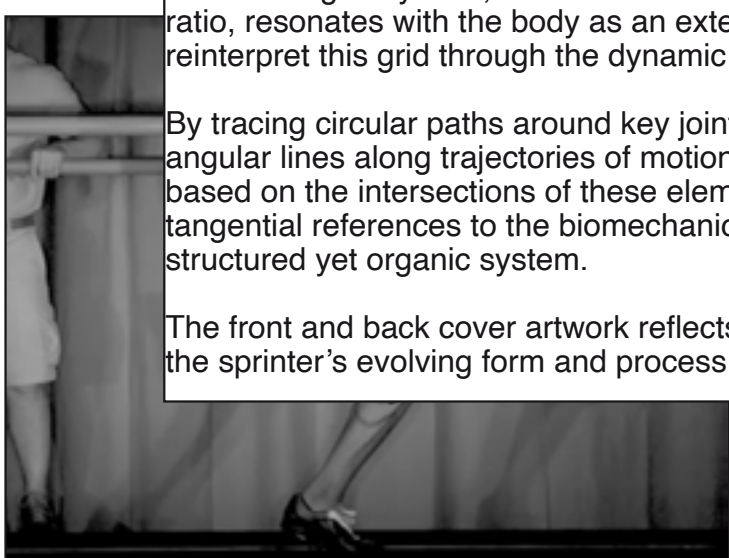 ratio, resonates with the body as an
reinterpret this grid through the dynamic
By tracing circular paths around key
angular lines along trajectories of
based on the intersections of these
tangential references to the
structured yet organic system.
The front and back cover artwork
the sprinter's evolving form and process